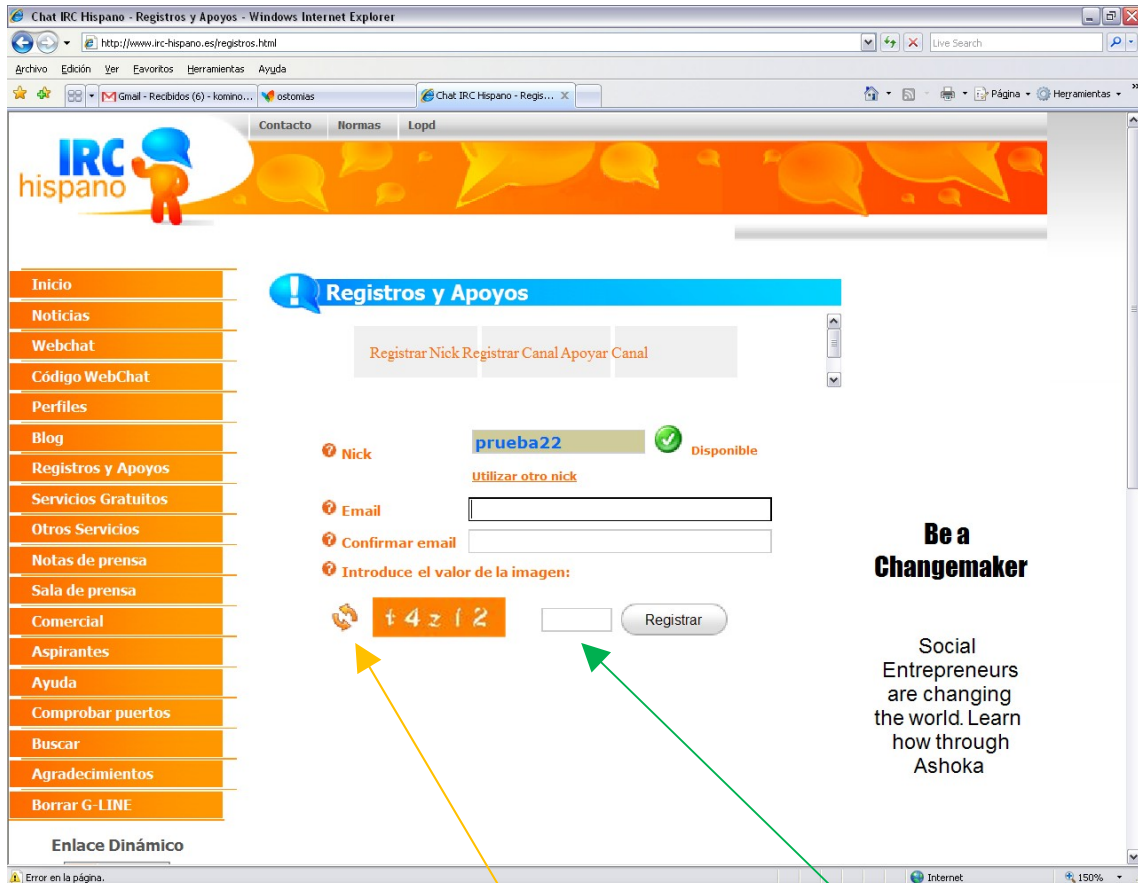 Chat IRC Hispano - Registros y Apoyos - Windows Internet Explorer
http://www.irc-hispano.es/registros.html
Live Search
Archivo Edición Ver Favoritos Herramientas Ayuda
Gmail - Recibidos (6) - komino... ostomias Chat IRC Hispano - Regis... Página Herramientas
Contacto Normas Lopd
IRC
hispano
Inicio
Noticias
Webchat
Código WebChat
Perfiles
Blog
Registros y Apoyos
Servicios Gratuitos
Otros Servicios
Notas de prensa
Sala de prensa
Comercial
Aspirantes
Ayuda
Comprobar puertos
Buscar
Agradecimientos
Borrar G-LINE
Enlace Dinámico
Registros y Apoyos
Registrar Nick Registrar Canal Apoyar Canal
Nick prueba22 Disponible
Utilizar otro nick
Email
Confirmar email
Introduce el valor de la imagen:
Registrar
Be a
Changemaker
Social
Entrepreneurs
are changing
the world. Learn
how through
Ashoka
Error en la página. Internet 150%